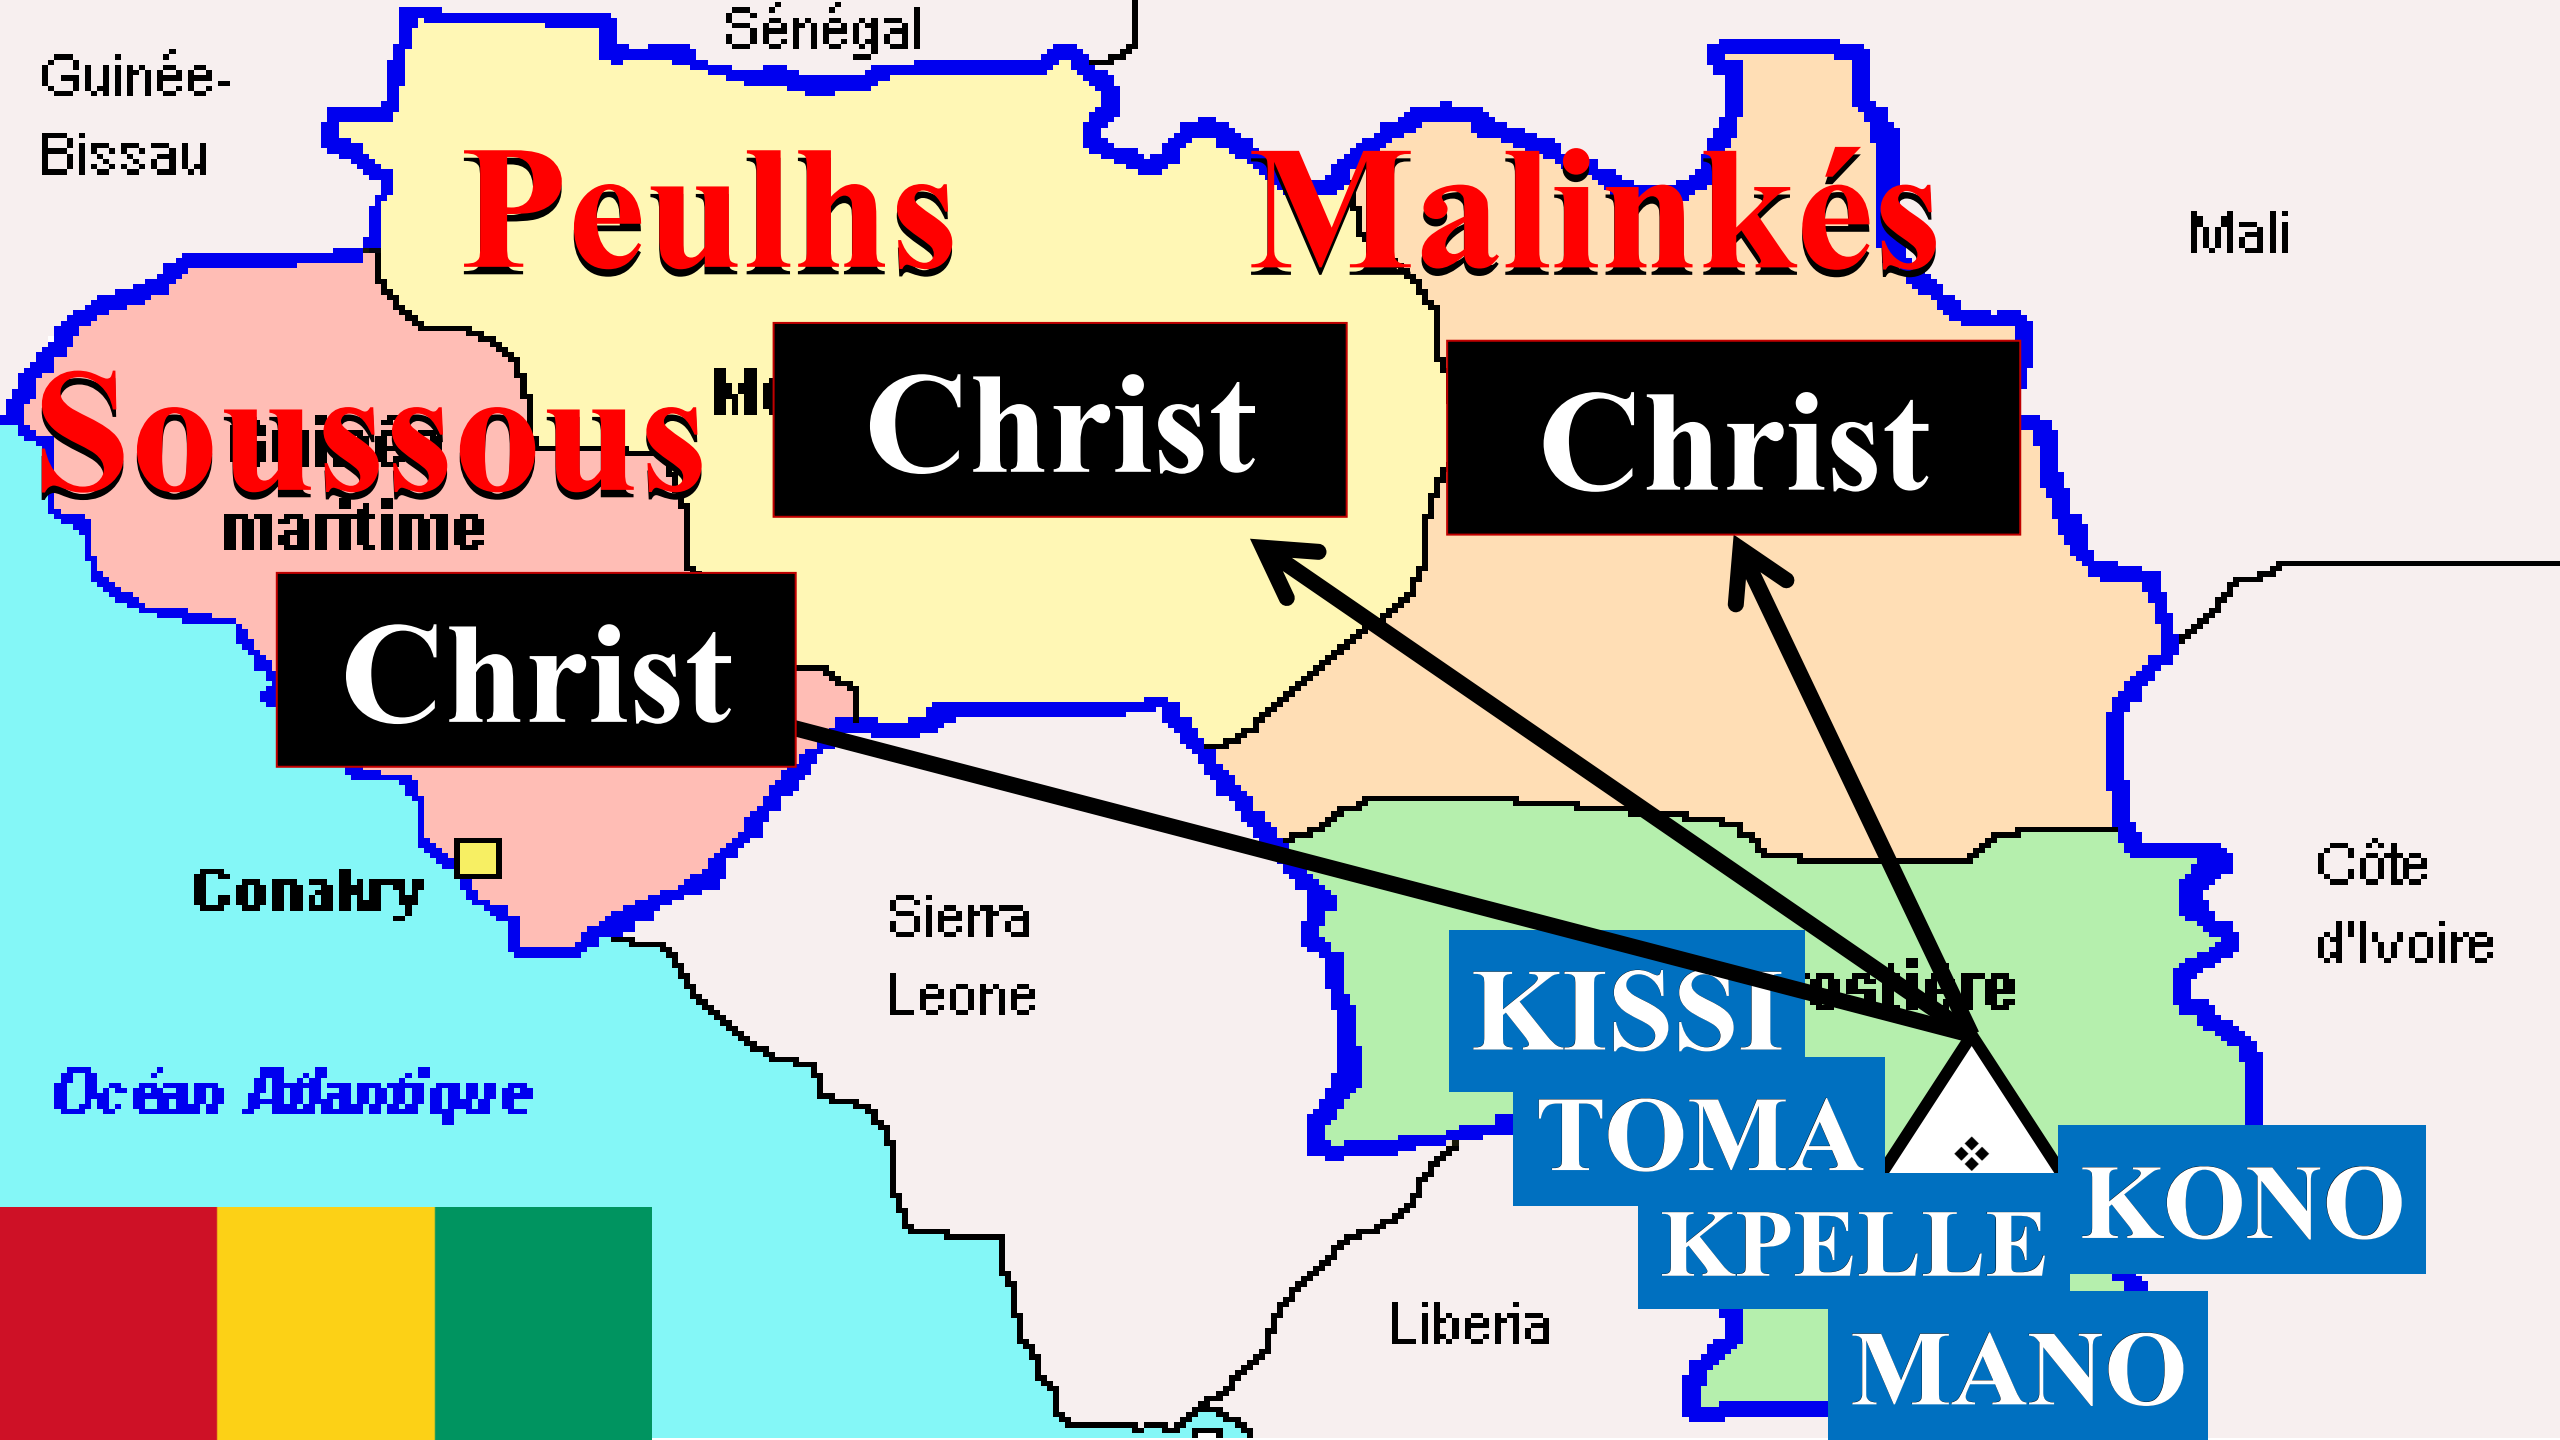 Sénégal
Guinée-
Bissau
Peulhs
Malinkés
Mali
Soussous
Christ
Christ
maritime
Christ
Côte
d'Ivoire
Conakry
Sierra
Leone
KISSI
Océan Atlantique
TOMA
KONO
KPELLE
Liberia
MANO